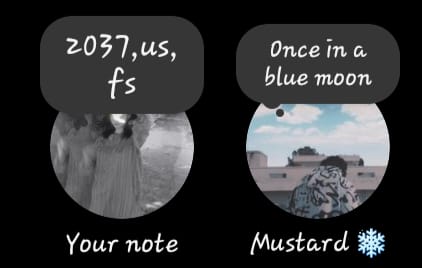 2037,us,
fs
Once in a
blue moon
Your note
Mustard ❄️